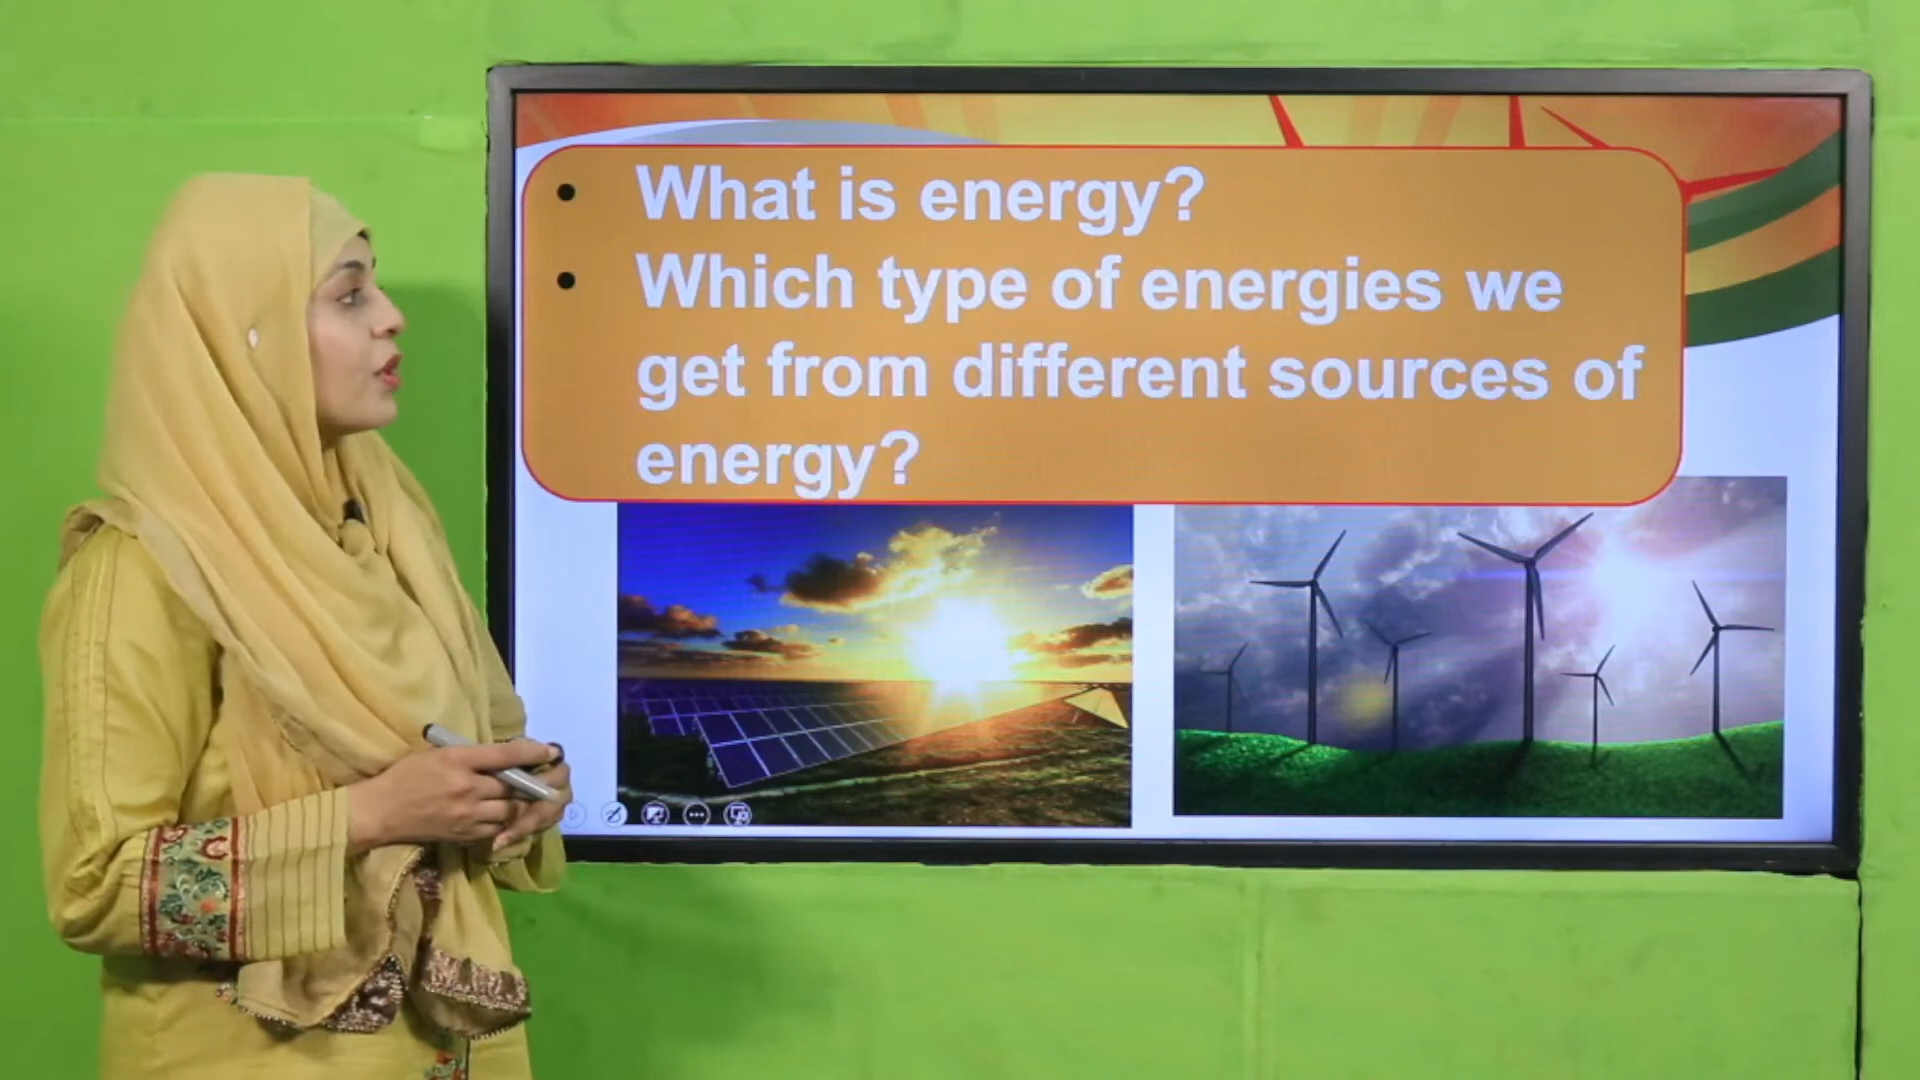 • What is energy?
• Which type of energies we
get from different sources of
energy?